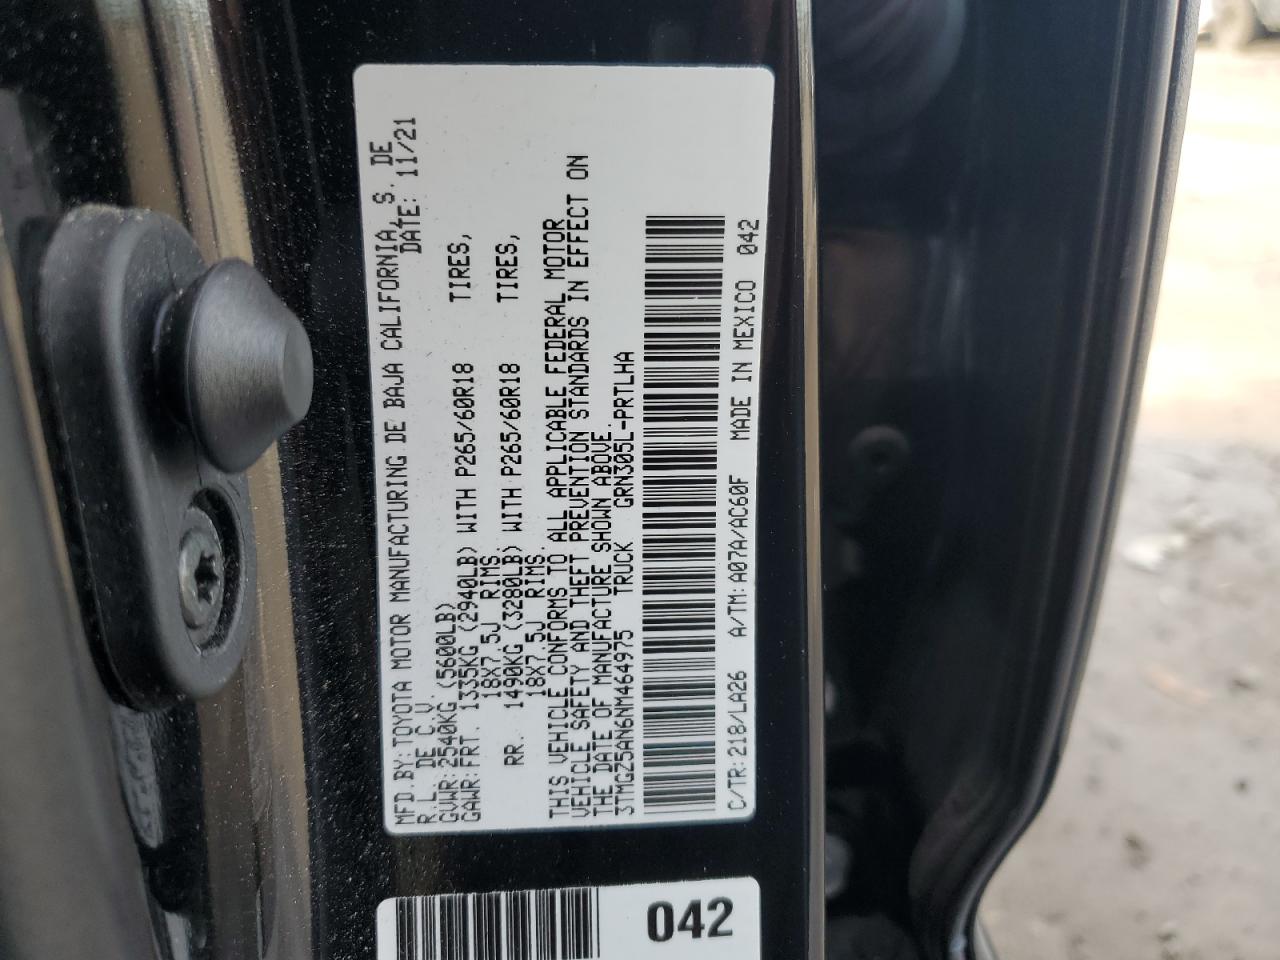 MFD.BY:TOYOTA MOTOR MANUFACTURING DE BAJA CALIFORNIA, S. DE
R.L. DE C.V. DATE: 11/21
GVWR:2540KG (5600LB)
GAWR:FRT. 1335KG (2940LB) WITH P265/60R18 TIRES,
18X7.5J RIMS.
RR. 1490KG (3280LB) WITH P265/60R18 TIRES,
18X7.5J RIMS.
THIS VEHICLE CONFORMS TO ALL APPLICABLE FEDERAL MOTOR
VEHICLE SAFETY AND THEFT PREVENTION STANDARDS IN EFFECT ON
THE DATE OF MANUFACTURE SHOWN ABOVE.
3TMGZ5AN6NM464975 TRUCK GRN305L-PRTLHA
C/TR:218/LA26 A/TM:A07A/AC60F MADE IN MEXICO 042
042